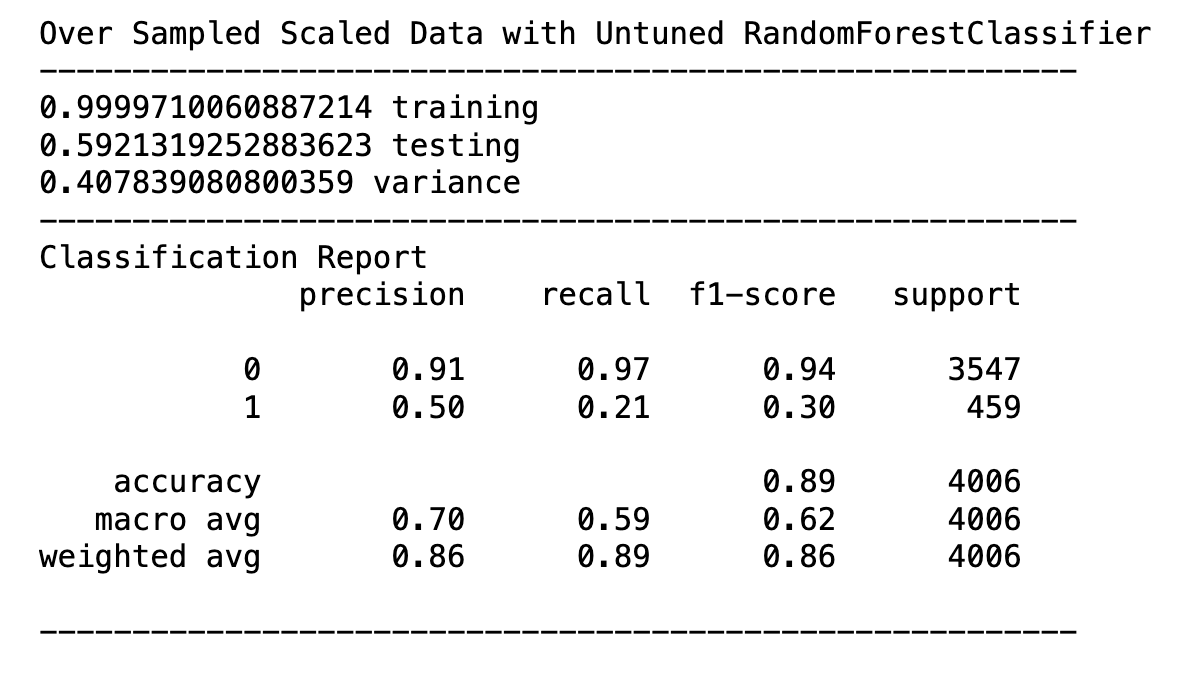 Over Sampled Scaled Data with Untuned RandomForestClassifier
--------------------------------------------------------
0.9999710060887214 training
0.5921319252883623 testing
0.407839080800359 variance
--------------------------------------------------------
Classification Report
              precision    recall  f1-score   support

           0       0.91      0.97      0.94      3547
           1       0.50      0.21      0.30       459

    accuracy                           0.89      4006
   macro avg       0.70      0.59      0.62      4006
weighted avg       0.86      0.89      0.86      4006

--------------------------------------------------------